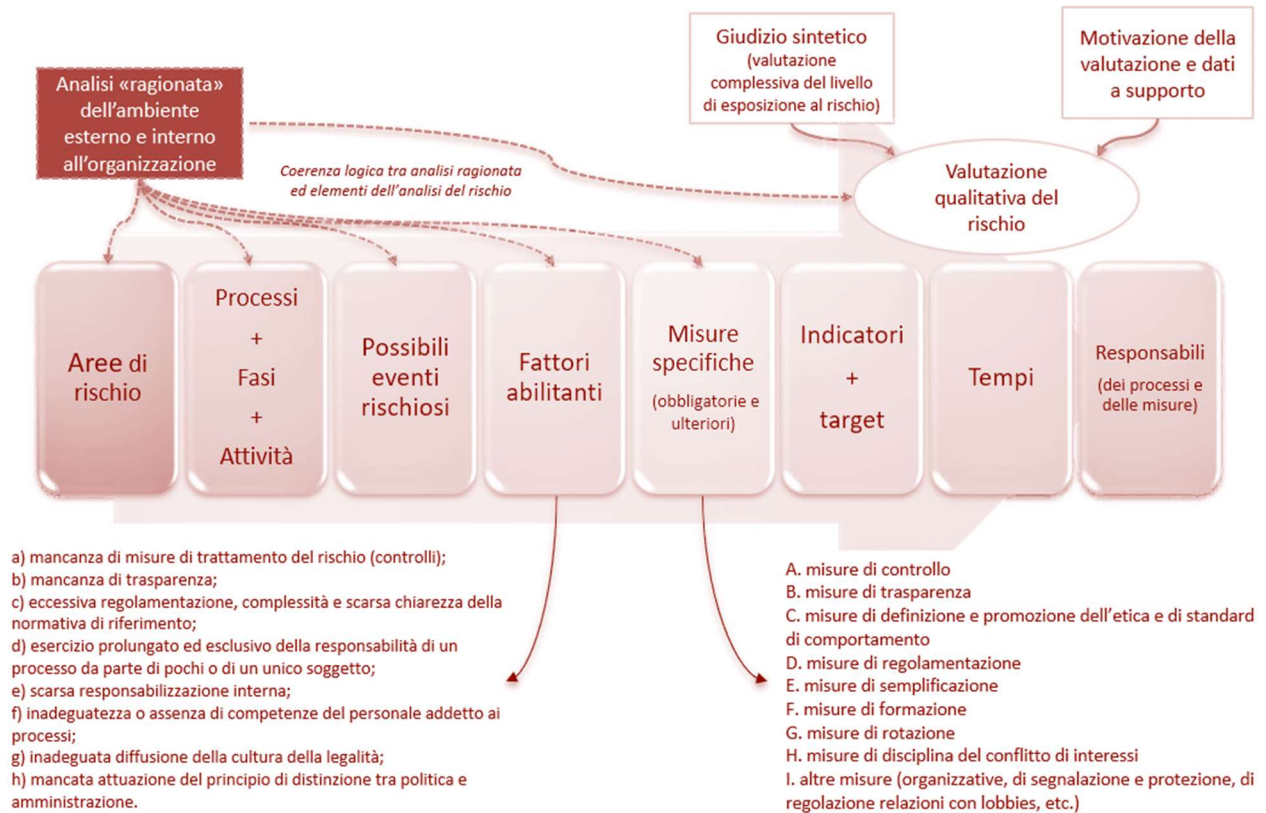 Giudizio sintetico
(valutazione
complessiva del livello
di esposizione al rischio)
Motivazione della
valutazione e dati
a supporto
Analisi «ragionata»
dell’ambiente
esterno e interno
all’organizzazione
Coerenza logica tra analisi ragionata
ed elementi dell’analisi del rischio
Valutazione
qualitativa del
rischio
Aree di
rischio
Processi
+
Fasi
+
Attività
Possibili
eventi
rischiosi
Fattori
abilitanti
Misure
specifiche
(obbligatorie e
ulteriori)
Indicatori
+
target
Tempi
Responsabili
(dei processi e
delle misure)
a) mancanza di misure di trattamento del rischio (controlli);
b) mancanza di trasparenza;
c) eccessiva regolamentazione, complessità e scarsa chiarezza della
normativa di riferimento;
d) esercizio prolungato ed esclusivo della responsabilità di un
processo da parte di pochi o di un unico soggetto;
e) scarsa responsabilizzazione interna;
f) inadeguatezza o assenza di competenze del personale addetto ai
processi;
g) inadeguata diffusione della cultura della legalità;
h) mancata attuazione del principio di distinzione tra politica e
amministrazione.
A. misure di controllo
B. misure di trasparenza
C. misure di definizione e promozione dell’etica e di standard
di comportamento
D. misure di regolamentazione
E. misure di semplificazione
F. misure di formazione
G. misure di rotazione
H. misure di disciplina del conflitto di interessi
I. altre misure (organizzative, di segnalazione e protezione, di
regolazione relazioni con lobbies, etc.)